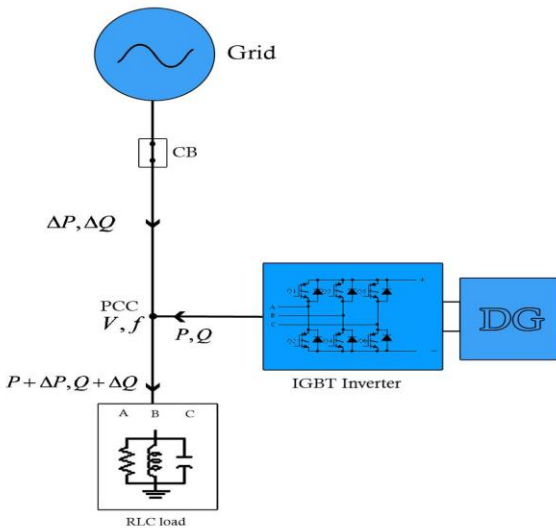 Grid
CB
ΔP, ΔQ
PCC
V, f
P, Q
A
B
C
+
-
DG
IGBT Inverter
P + ΔP, Q + ΔQ
A B C
RLC load